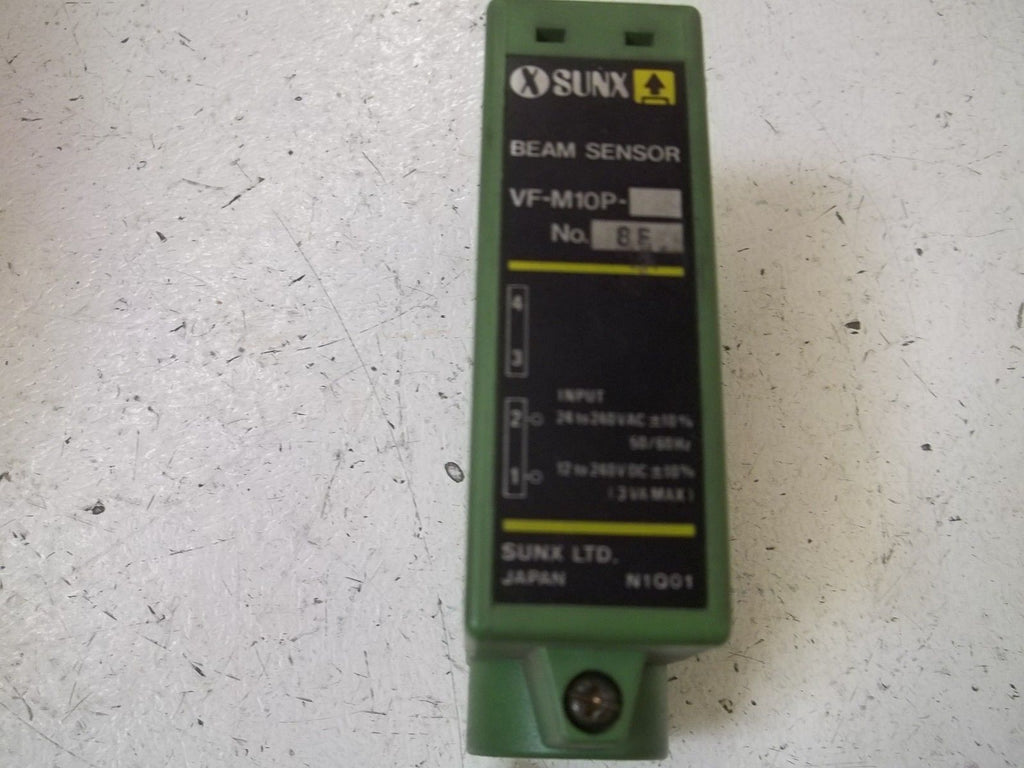 SUNX
BEAM SENSOR
VF-M10P-
No. 8E
4
3
INPUT
2 24 to 240VAC ±10%
50/60Hz
1 12 to 240VDC ±10%
(3VA MAX)
SUNX LTD.
JAPAN N1Q01